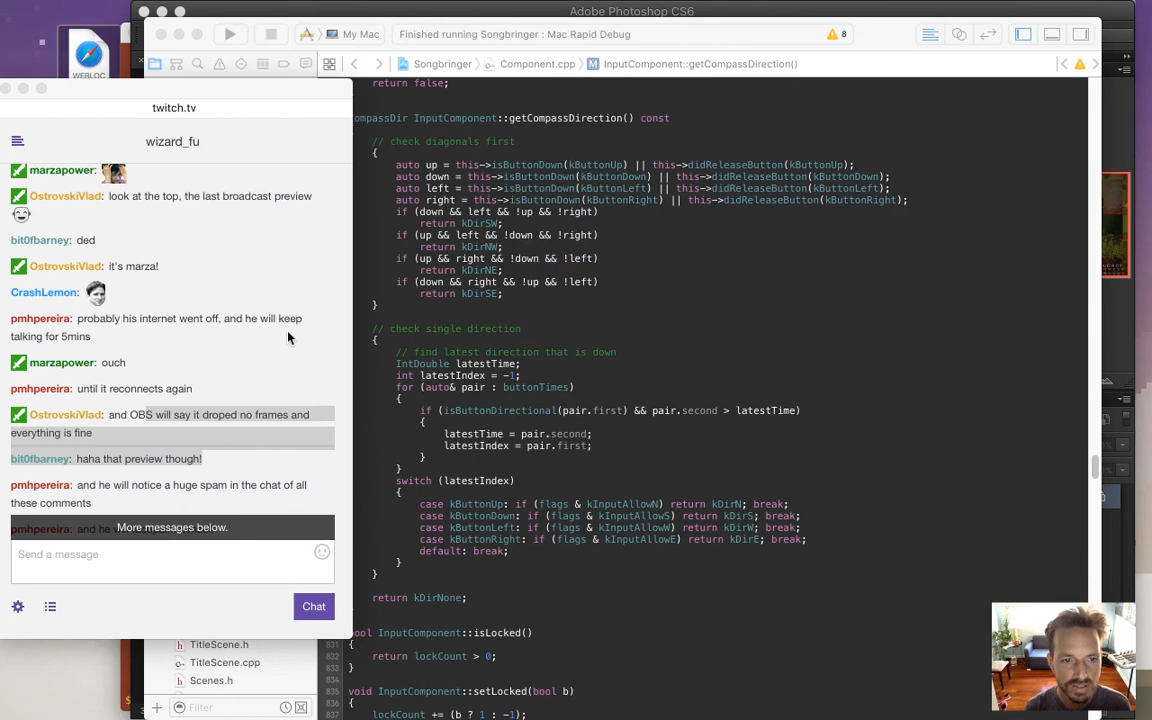 Adobe Photoshop CS6
My Mac
Finished running Songbringer : Mac Rapid Debug
8
WEBLOC
Songbringer
Component.cpp
InputComponent::getCompassDirection()
twitch.tv
wizard_fu
marzapower:
OstrovskiVlad: look at the top, the last broadcast preview
bit0fbarney: ded
OstrovskiVlad: it's marza!
CrashLemon:
pmhpereira: probably his internet went off, and he will keep
talking for 5mins
marzapower: ouch
pmhpereira: until it reconnects again
OstrovskiVlad: and OBS will say it droped no frames and
everything is fine
bit0fbarney: haha that preview though!
pmhpereira: and he will notice a huge spam in the chat of all
these comments
More messages below.
Send a message
Chat
return false;
ompassDir InputComponent::getCompassDirection() const
// check diagonals first
{
auto up = this->isButtonDown(kButtonUp) || this->didReleaseButton(kButtonUp);
auto down = this->isButtonDown(kButtonDown) || this->didReleaseButton(kButtonDown);
auto left = this->isButtonDown(kButtonLeft) || this->didReleaseButton(kButtonLeft);
auto right = this->isButtonDown(kButtonRight) || this->didReleaseButton(kButtonRight);
if (down && left && !up && !right)
return kDirSW;
if (up && left && !down && !right)
return kDirNW;
if (up && right && !down && !left)
return kDirNE;
if (down && right && !up && !left)
return kDirSE;
}
// check single direction
{
// find latest direction that is down
IntDouble latestTime;
int latestIndex = -1;
for (auto& pair : buttonTimes)
{
if (isButtonDirectional(pair.first) && pair.second > latestTime)
{
latestTime = pair.second;
latestIndex = pair.first;
}
}
switch (latestIndex)
{
case kButtonUp: if (flags & kInputAllowN) return kDirN; break;
case kButtonDown: if (flags & kInputAllowS) return kDirS; break;
case kButtonLeft: if (flags & kInputAllowW) return kDirW; break;
case kButtonRight: if (flags & kInputAllowE) return kDirE; break;
default: break;
}
}
return kDirNone;
ool InputComponent::isLocked()
831 {
832 return lockCount > 0;
833 }
834
835 void InputComponent::setLocked(bool b)
836 {
837 lockCount += (b ? 1 : -1);
TitleScene.h
TitleScene.cpp
Scenes.h
Filter